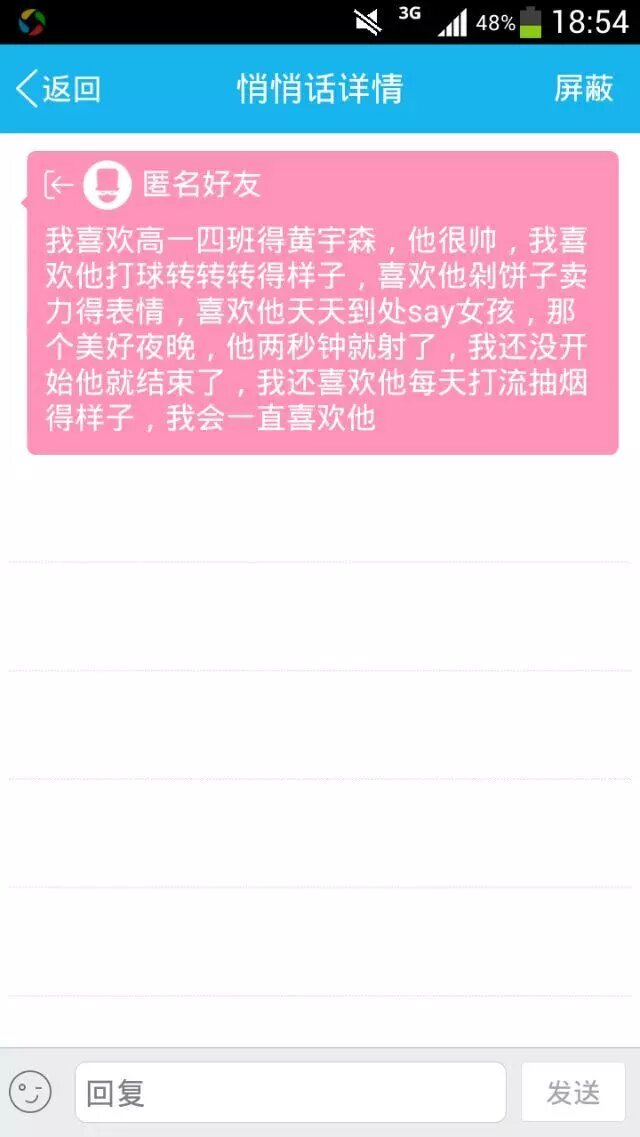 3G 48% 18:54
返回 悄悄话详情 屏蔽
匿名好友
我喜欢高一四班得黄宇森，他很帅，我喜
欢他打球转转转得样子，喜欢他剁饼子卖
力得表情，喜欢他天天到处say女孩，那
个美好夜晚，他两秒钟就射了，我还没开
始他就结束了，我还喜欢他每天打流抽烟
得样子，我会一直喜欢他
回复 发送